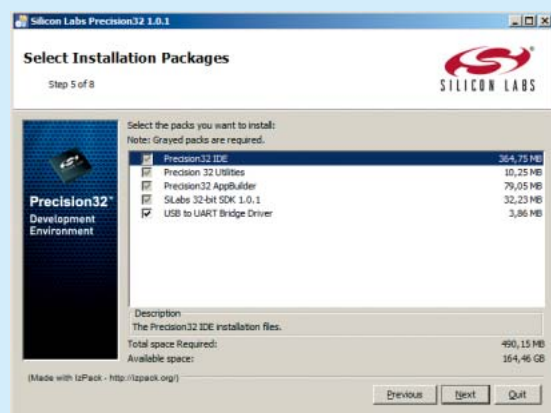 Silicon Labs Precision32 1.0.1
Select Installation Packages
Step 5 of 8
SILICON LABS
Select the packs you want to install:
Note: Grayed packs are required.
Precision32 IDE 364,75 MB
Precision 32 Utilities 10,25 MB
Precision32 AppBuilder 79,05 MB
SiLabs 32-bit SDK 1.0.1 32,23 MB
USB to UART Bridge Driver 3,86 MB
Precision32™
Development
Environment
Description
The Precision32 IDE installation files.
Total space Required: 490,15 MB
Available space: 164,46 GB
(Made with IzPack - http://izpack.org/)
Previous Next Quit